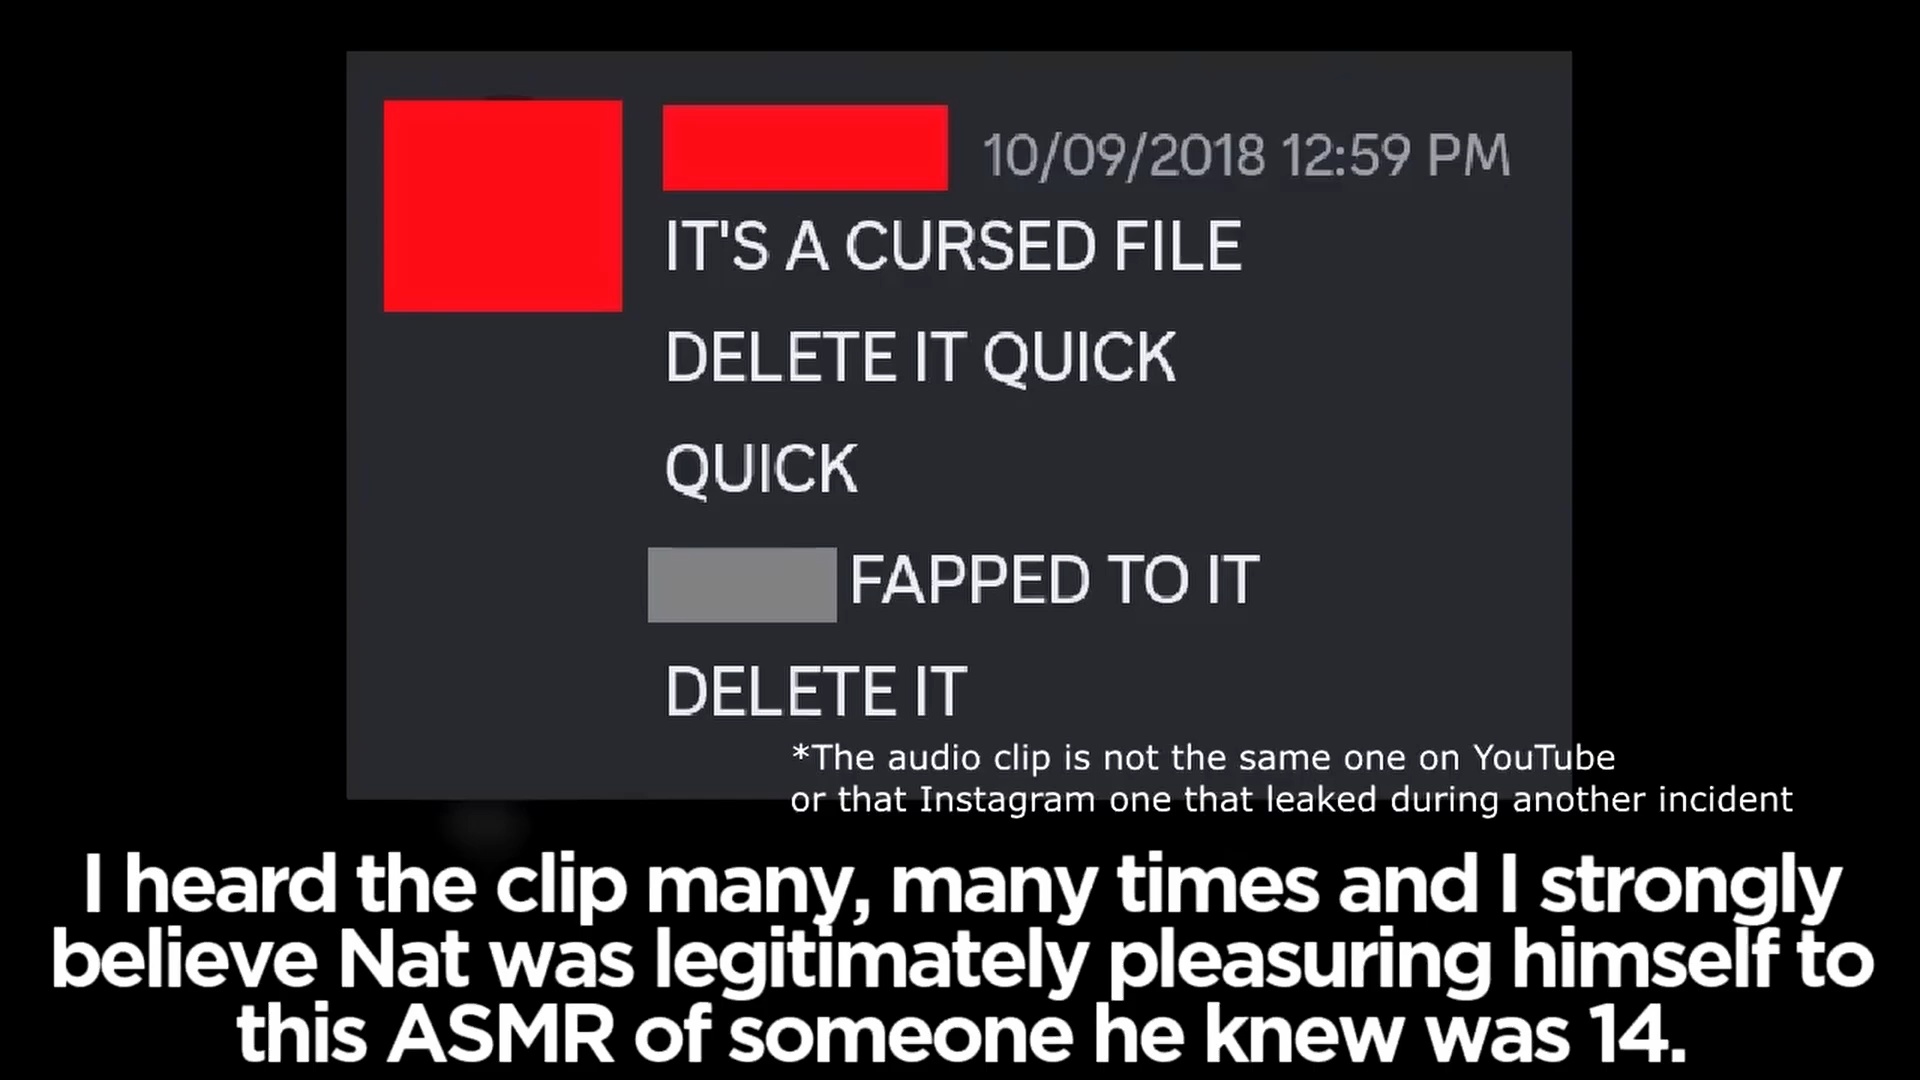 10/09/2018 12:59 PM
IT'S A CURSED FILE
DELETE IT QUICK
QUICK
FAPPED TO IT
DELETE IT
*The audio clip is not the same one on YouTube
or that Instagram one that leaked during another incident
I heard the clip many, many times and I strongly
believe Nat was legitimately pleasuring himself to
this ASMR of someone he knew was 14.